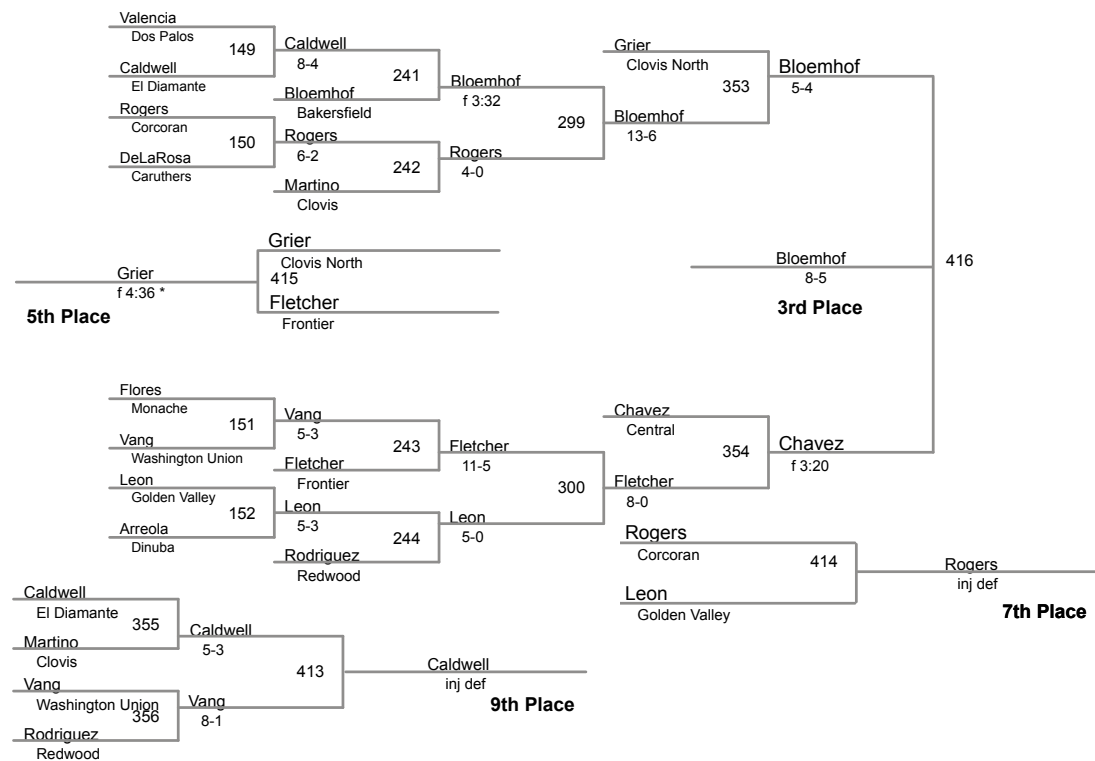 Valencia
Dos Palos
149
Caldwell
El Diamante
Caldwell
8-4
241
Bloemhof
Bakersfield
Rogers
Corcoran
150
DeLaRosa
Caruthers
Rogers
6-2
242
Martino
Clovis
Bloemhof
f 3:32
299
Rogers
4-0
Grier
Clovis North
353
Bloemhof
13-6
Bloemhof
5-4
Grier
Clovis North
415
Fletcher
Frontier
Grier
f 4:36 *
5th Place
Bloemhof
8-5
3rd Place
416
Flores
Monache
151
Vang
Washington Union
Vang
5-3
243
Fletcher
Frontier
Leon
Golden Valley
152
Arreola
Dinuba
Leon
5-3
244
Rodriguez
Redwood
Fletcher
11-5
300
Leon
5-0
Chavez
Central
354
Fletcher
8-0
Chavez
f 3:20
Rogers
Corcoran
414
Leon
Golden Valley
Rogers
inj def
7th Place
Caldwell
El Diamante
355
Martino
Clovis
Caldwell
5-3
413
Vang
Washington Union
356
Rodriguez
Redwood
Vang
8-1
Caldwell
inj def
9th Place